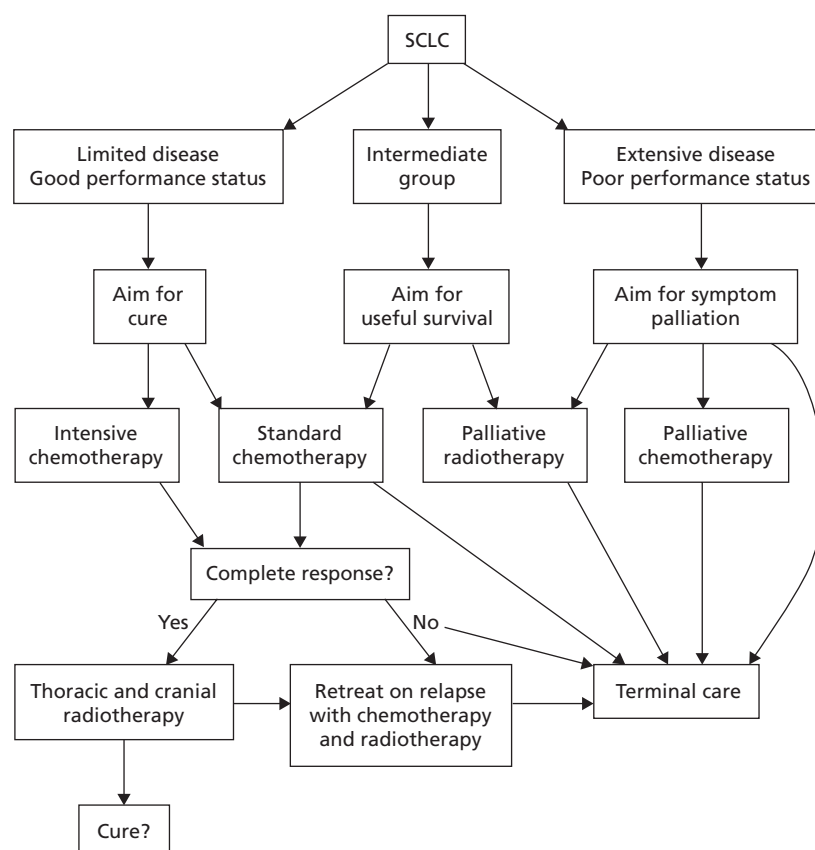 SCLC
Limited disease
Good performance status
Intermediate
group
Extensive disease
Poor performance status
Aim for
cure
Aim for
useful survival
Aim for symptom
palliation
Intensive
chemotherapy
Standard
chemotherapy
Palliative
radiotherapy
Palliative
chemotherapy
Complete response?
Yes
No
Thoracic and cranial
radiotherapy
Retreat on relapse
with chemotherapy
and radiotherapy
Terminal care
Cure?